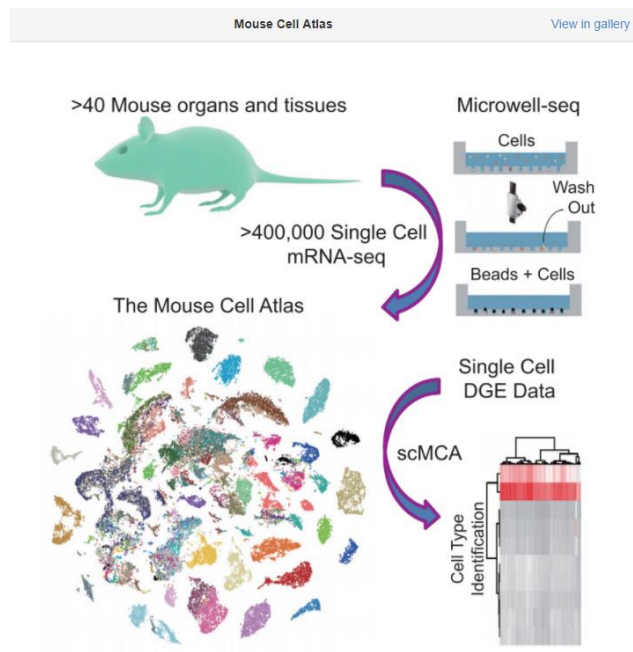 Mouse Cell Atlas
View in gallery
>40 Mouse organs and tissues
Microwell-seq
Cells
Wash
Out
>400,000 Single Cell
mRNA-seq
Beads + Cells
The Mouse Cell Atlas
Single Cell
DGE Data
scMCA
Cell Type
Identification